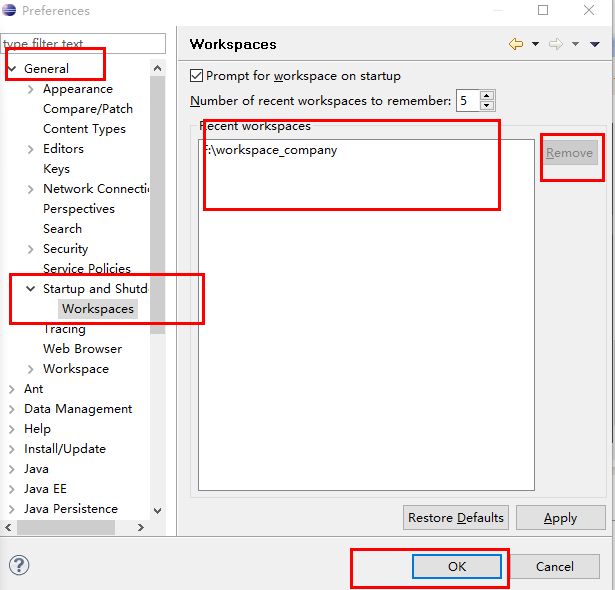 Preferences
type filter text
General
Appearance
Compare/Patch
Content Types
Editors
Keys
Network Connecti
Perspectives
Search
Security
Service Policies
Startup and Shutd
Workspaces
Tracing
Web Browser
Workspace
Ant
Data Management
Help
Install/Update
Java
Java EE
Java Persistence
Workspaces
Prompt for workspace on startup
Number of recent workspaces to remember: 5
Recent workspaces
F:\workspace_company
Remove
Restore Defaults
Apply
?
OK
Cancel